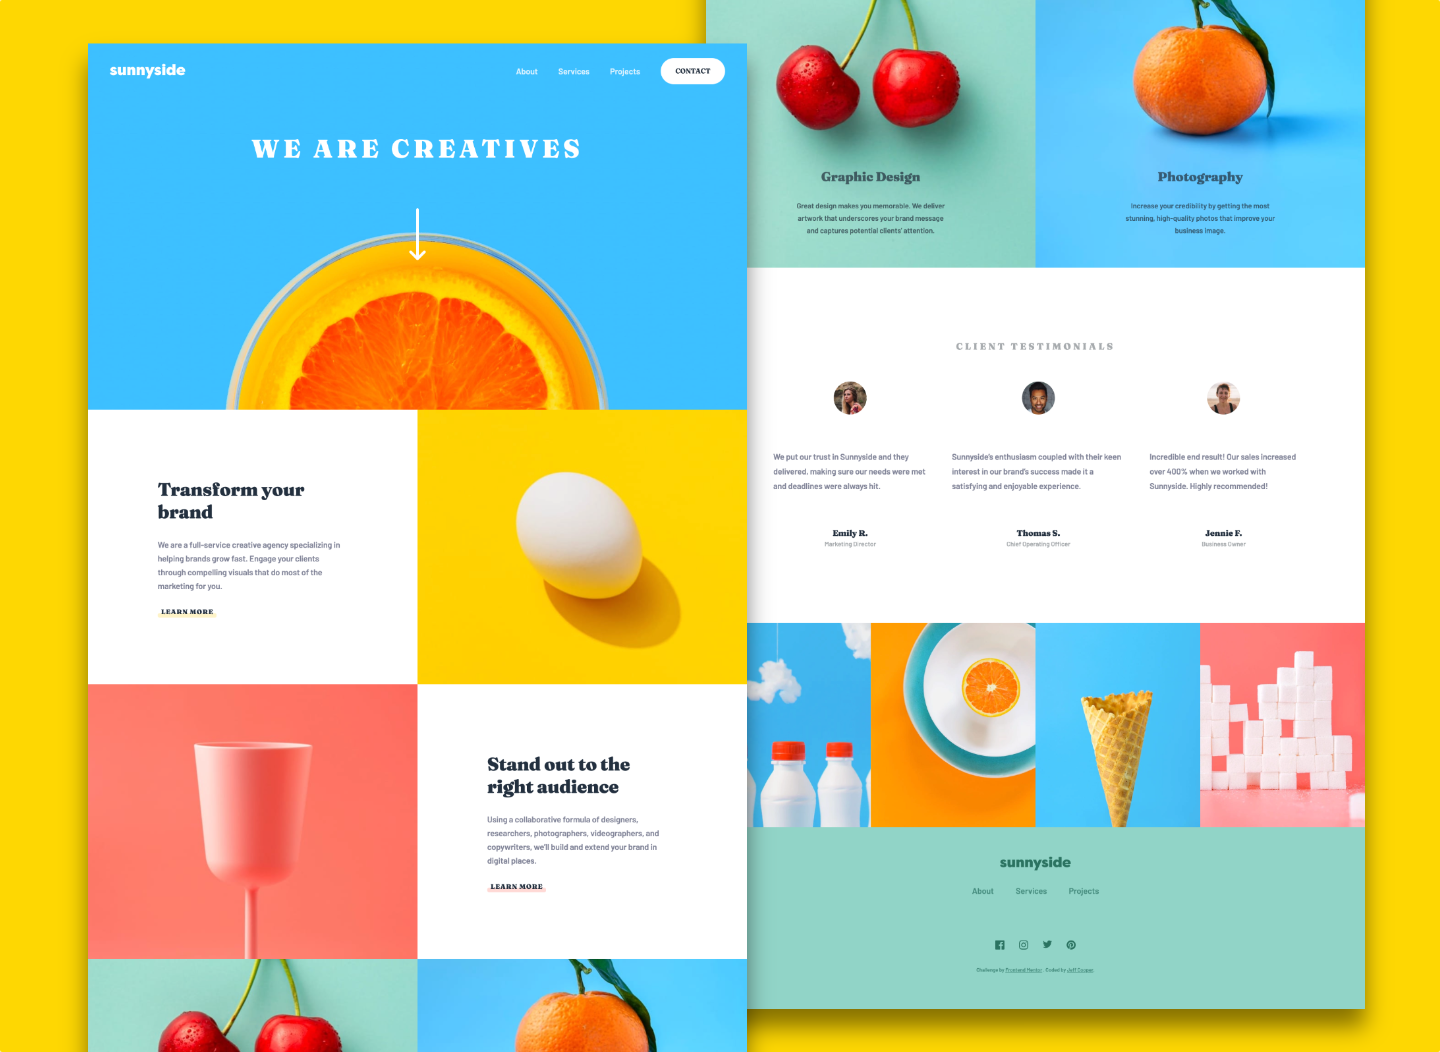 sunnyside
About Services Projects CONTACT
WE ARE CREATIVES
Transform your
brand
We are a full-service creative agency specializing in
helping brands grow fast. Engage your clients
through compelling visuals that do most of the
marketing for you.
LEARN MORE
Stand out to the
right audience
Using a collaborative formula of designers,
researchers, photographers, videographers, and
copywriters, we'll build and extend your brand in
digital places.
LEARN MORE
Graphic Design
Great design makes you memorable. We deliver
artwork that underscores your brand message
and captures potential clients' attention.
Photography
Increase your credibility by getting the most
stunning, high-quality photos that improve your
business image.
CLIENT TESTIMONIALS
We put our trust in Sunnyside and they
delivered, making sure our needs were met
and deadlines were always hit.
Emily R.
Marketing Director
Sunnyside's enthusiasm coupled with their keen
interest in our brand's success made it a
satisfying and enjoyable experience.
Thomas S.
Chief Operating Officer
Incredible end result! Our sales increased
over 400% when we worked with
Sunnyside. Highly recommended!
Jennie F.
Business Owner
sunnyside
About Services Projects
Challenge by Frontend Mentor. Coded by Jeff